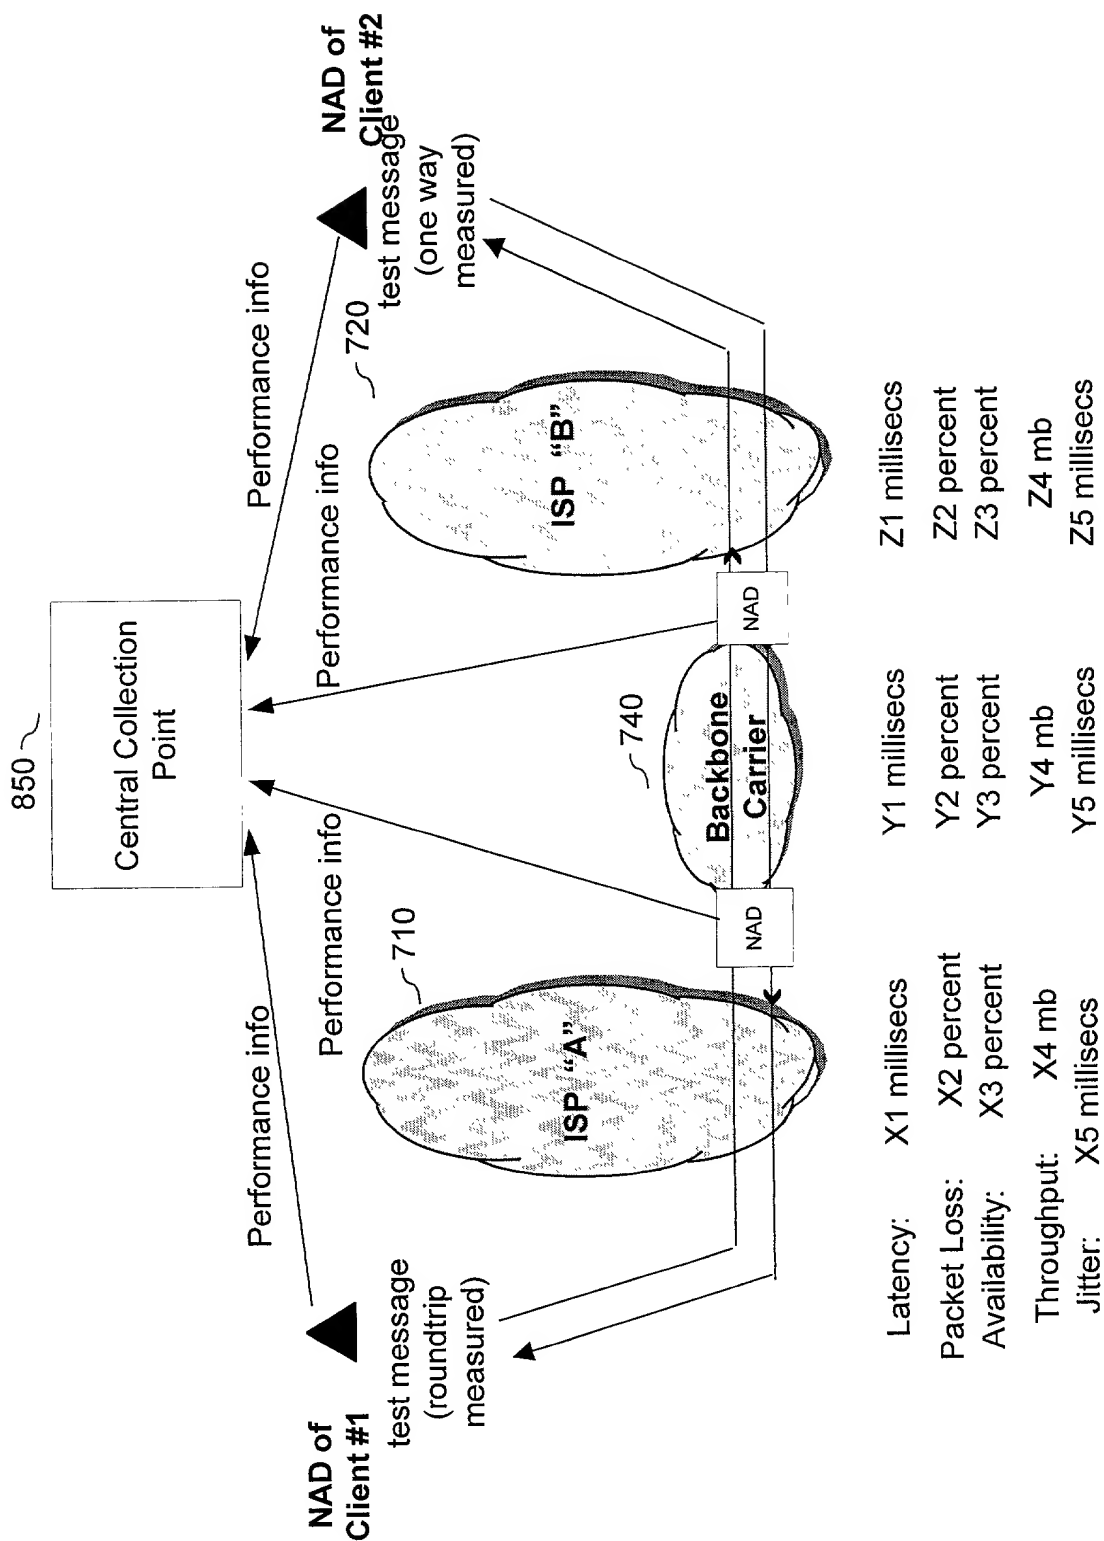 850
Central Collection
Point
Performance info
Performance info
Performance info
Performance info
NAD of
Client #1
NAD of
Client #2
test message
(roundtrip
measured)
test message
(one way
measured)
710
ISP “A”
720
ISP “B”
740
Backbone
Carrier
NAD
NAD
Latency: X1 millisecs Y1 millisecs Z1 millisecs
Packet Loss: X2 percent Y2 percent Z2 percent
Availability: X3 percent Y3 percent Z3 percent
Throughput: X4 mb Y4 mb Z4 mb
Jitter: X5 millisecs Y5 millisecs Z5 millisecs